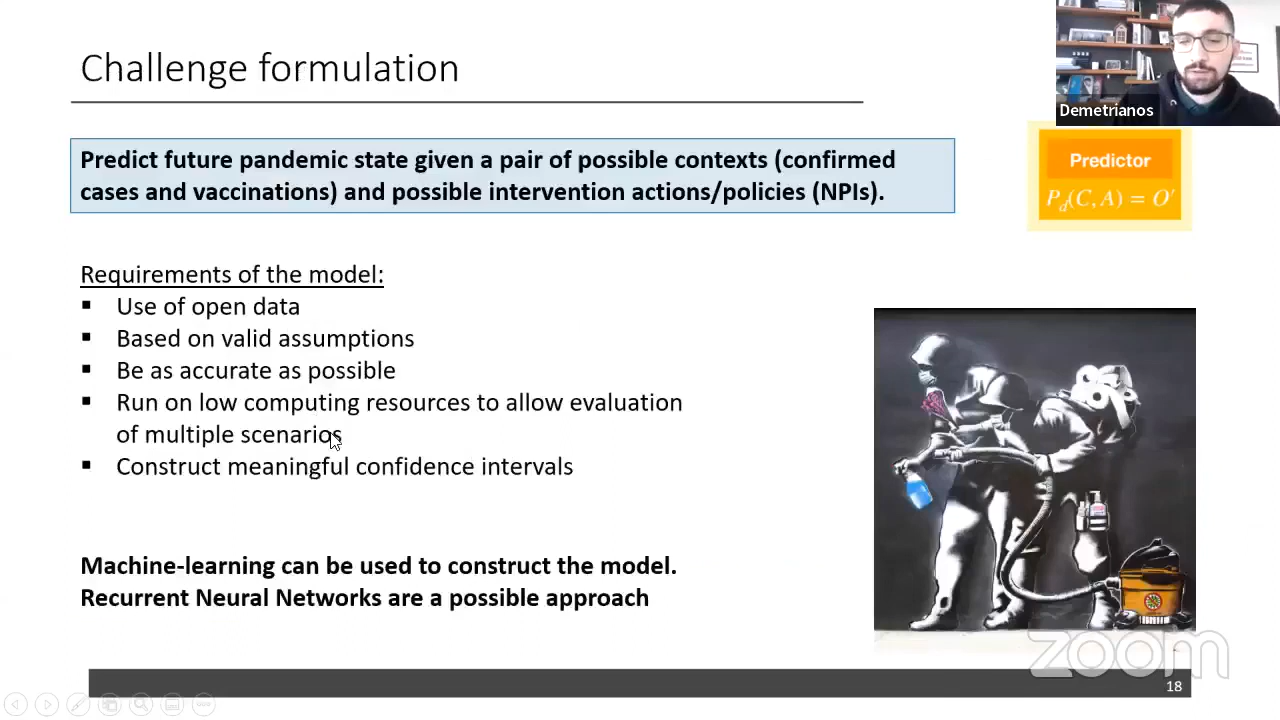 Challenge formulation
Demetrianos
Predict future pandemic state given a pair of possible contexts (confirmed
cases and vaccinations) and possible intervention actions/policies (NPIs).
Predictor
P_d(C, A) = O'
Requirements of the model:
▪ Use of open data
▪ Based on valid assumptions
▪ Be as accurate as possible
▪ Run on low computing resources to allow evaluation
of multiple scenarios
▪ Construct meaningful confidence intervals
Machine-learning can be used to construct the model.
Recurrent Neural Networks are a possible approach
zoom
18